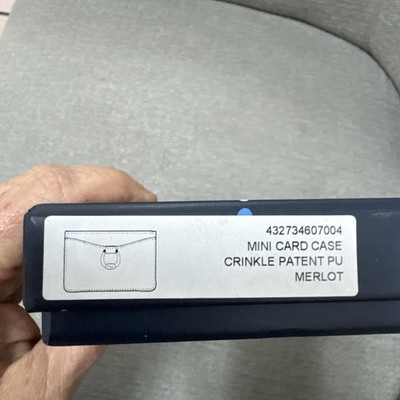 432734607004
MINI CARD CASE
CRINKLE PATENT PU
MERLOT